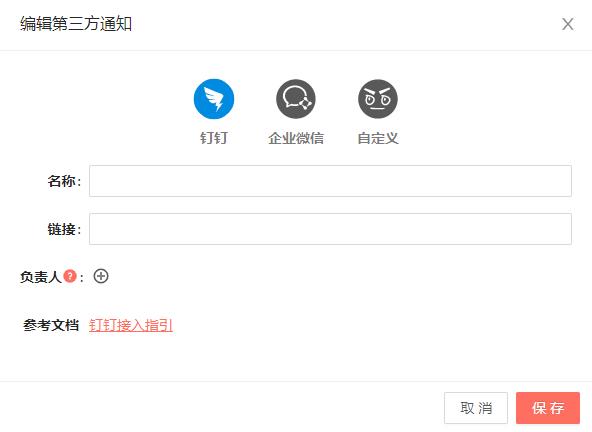 编辑第三方通知
钉钉
企业微信
自定义
名称:
链接:
负责人?:
参考文档 钉钉接入指引
取 消
保 存